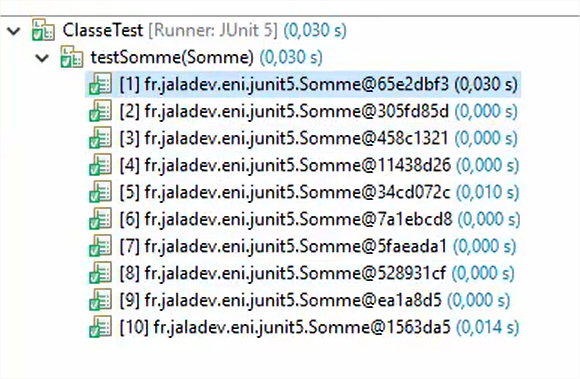 ClasseTest [Runner: JUnit 5] (0,030 s)
testSomme(Somme) (0,030 s)
[1] fr.jaladev.eni.junit5.Somme@65e2dbf3 (0,030 s)
[2] fr.jaladev.eni.junit5.Somme@305fd85d (0,000 s)
[3] fr.jaladev.eni.junit5.Somme@458c1321 (0,000 s)
[4] fr.jaladev.eni.junit5.Somme@11438d26 (0,000 s)
[5] fr.jaladev.eni.junit5.Somme@34cd072c (0,010 s)
[6] fr.jaladev.eni.junit5.Somme@7a1ebcd8 (0,000 s)
[7] fr.jaladev.eni.junit5.Somme@5faeada1 (0,000 s)
[8] fr.jaladev.eni.junit5.Somme@528931cf (0,000 s)
[9] fr.jaladev.eni.junit5.Somme@ea1a8d5 (0,000 s)
[10] fr.jaladev.eni.junit5.Somme@1563da5 (0,014 s)